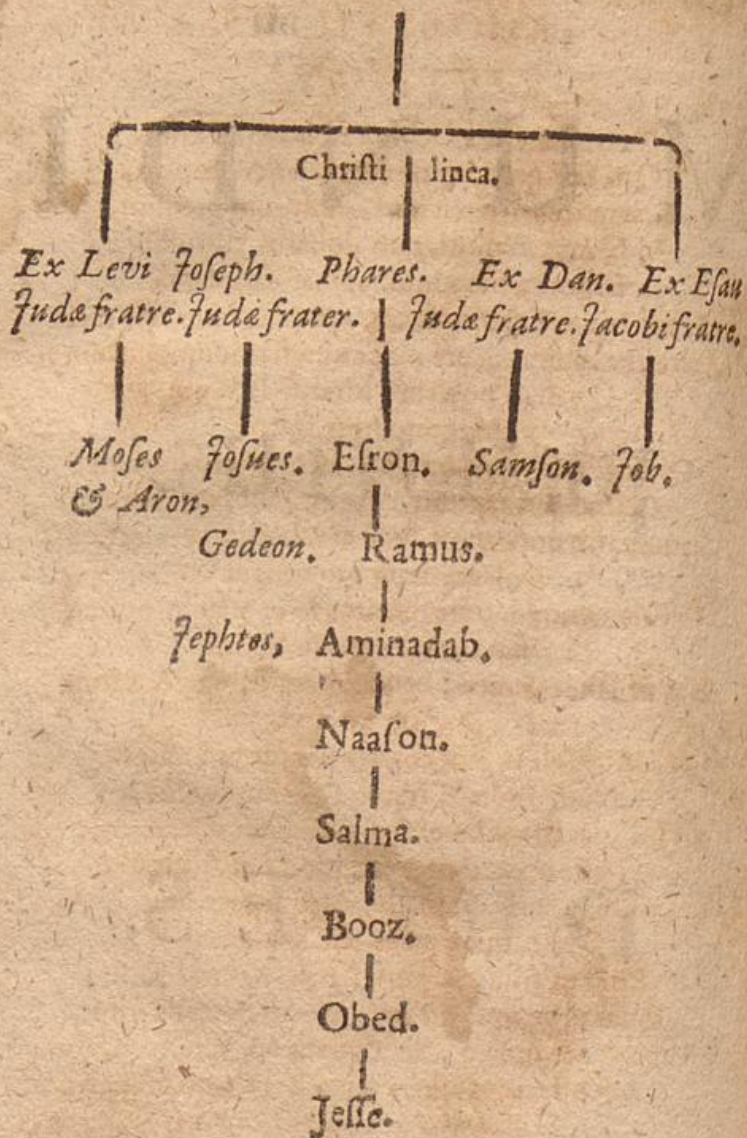 Chriſti linea.
Ex Levi Joſeph. Phares. Ex Dan. Ex Eſau
Judæ fratre. Judæ frater. Judæ fratre. Jacobi fratre.
Moſes Joſues. Eſron. Samſon. Job.
& Aron,
Gedeon. Ramus.
Jephtes, Aminadab.
Naaſon.
Salma.
Booz.
Obed.
Jeſſe.